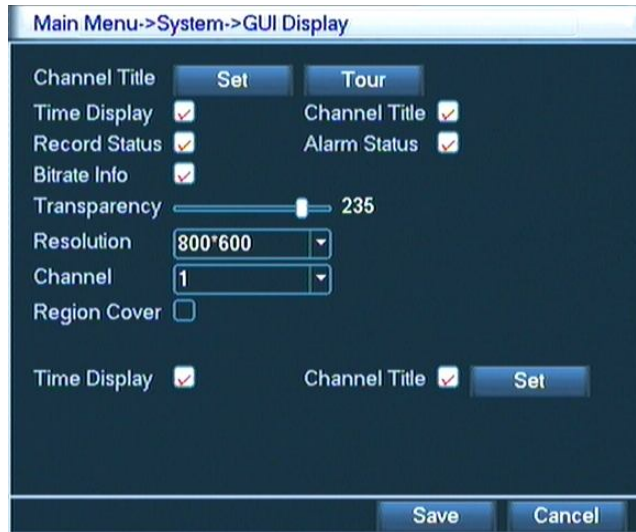 Main Menu->System->GUI Display
Channel Title Set Tour
Time Display Channel Title
Record Status Alarm Status
Bitrate Info
Transparency 235
Resolution 800*600
Channel 1
Region Cover
Time Display Channel Title Set
Save Cancel